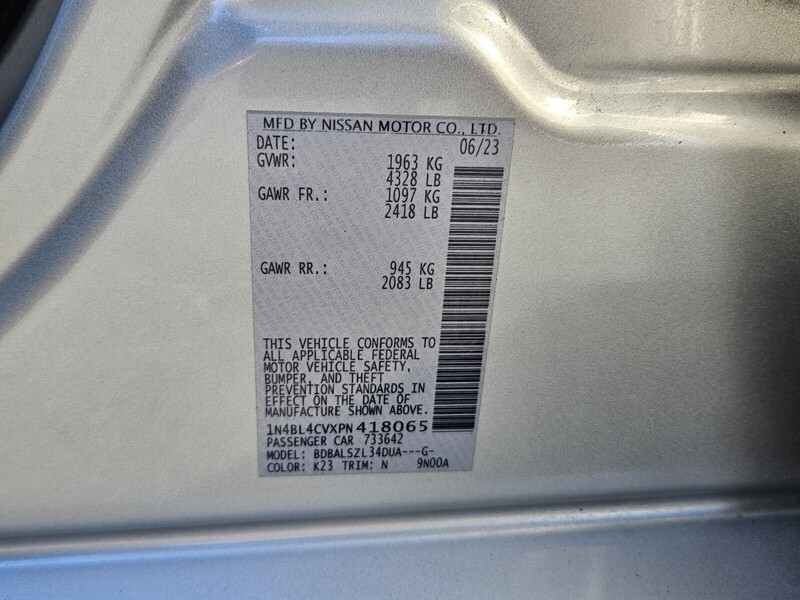 MFD BY NISSAN MOTOR CO., LTD.
DATE: 06/23
GVWR: 1963 KG
4328 LB
GAWR FR.: 1097 KG
2418 LB
GAWR RR.: 945 KG
2083 LB
THIS VEHICLE CONFORMS TO
ALL APPLICABLE FEDERAL
MOTOR VEHICLE SAFETY,
BUMPER, AND THEFT
PREVENTION STANDARDS IN
EFFECT ON THE DATE OF
MANUFACTURE SHOWN ABOVE.
1N4BL4CVXPN418065
PASSENGER CAR 733642
MODEL: BDBALSZL34DUA---G-
COLOR: K23 TRIM: N 9N00A